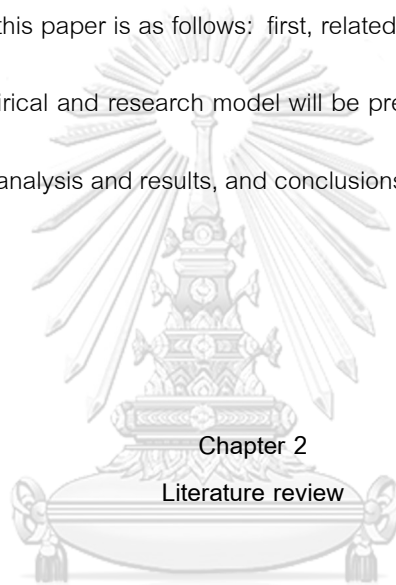 this paper is as follows: first, related
irical and research model will be pre
analysis and results, and conclusions
Chapter 2
Literature review